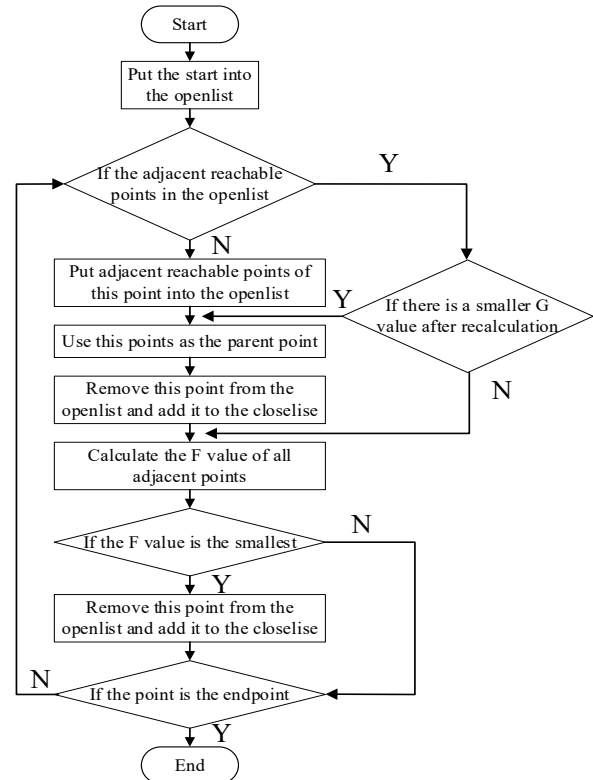 Start
Put the start into
the openlist
If the adjacent reachable
points in the openlist
Y
N
Put adjacent reachable points of
this point into the openlist
Y
If there is a smaller G
value after recalculation
Use this points as the parent point
Remove this point from the
openlist and add it to the closelise
N
Calculate the F value of all
adjacent points
If the F value is the smallest
N
Y
Remove this point from the
openlist and add it to the closelise
N
If the point is the endpoint
Y
End